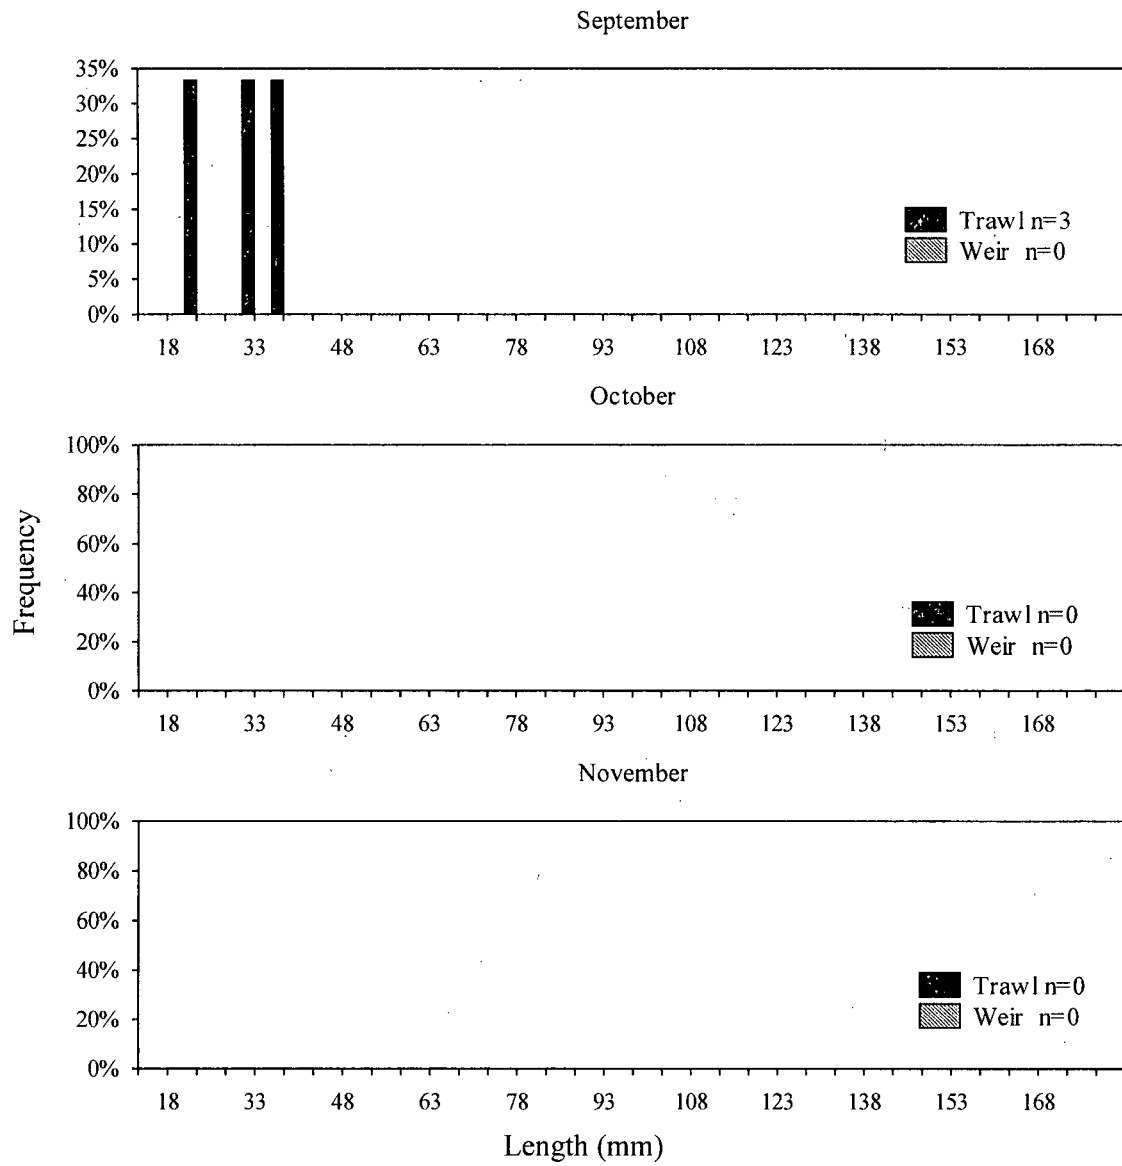 September
35%
30%
25%
20%
15%
10%
5%
0%
Trawl n=3
Weir n=0
18 33 48 63 78 93 108 123 138 153 168
October
Frequency
100%
80%
60%
40%
20%
0%
Trawl n=0
Weir n=0
18 33 48 63 78 93 108 123 138 153 168
November
100%
80%
60%
40%
20%
0%
Trawl n=0
Weir n=0
18 33 48 63 78 93 108 123 138 153 168
Length (mm)